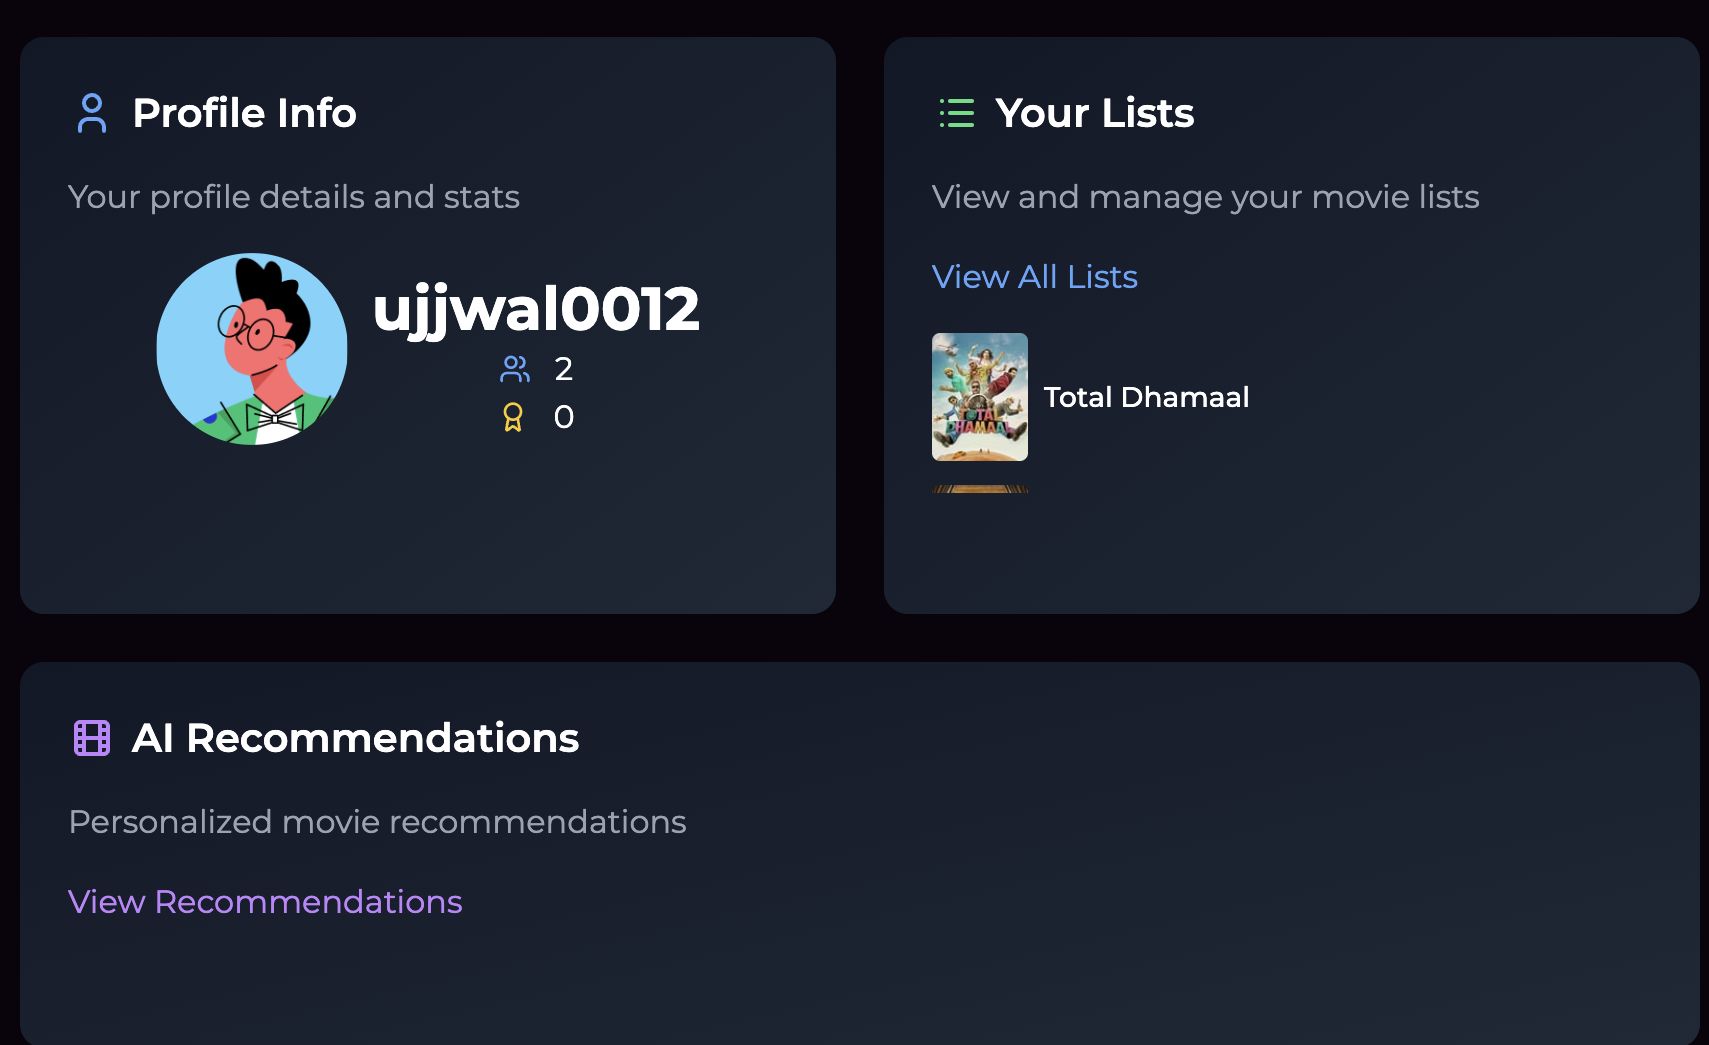 Profile Info
Your profile details and stats
ujjwal0012
2
0
Your Lists
View and manage your movie lists
View All Lists
TOTAL
DHAMAAL
Total Dhamaal
AI Recommendations
Personalized movie recommendations
View Recommendations